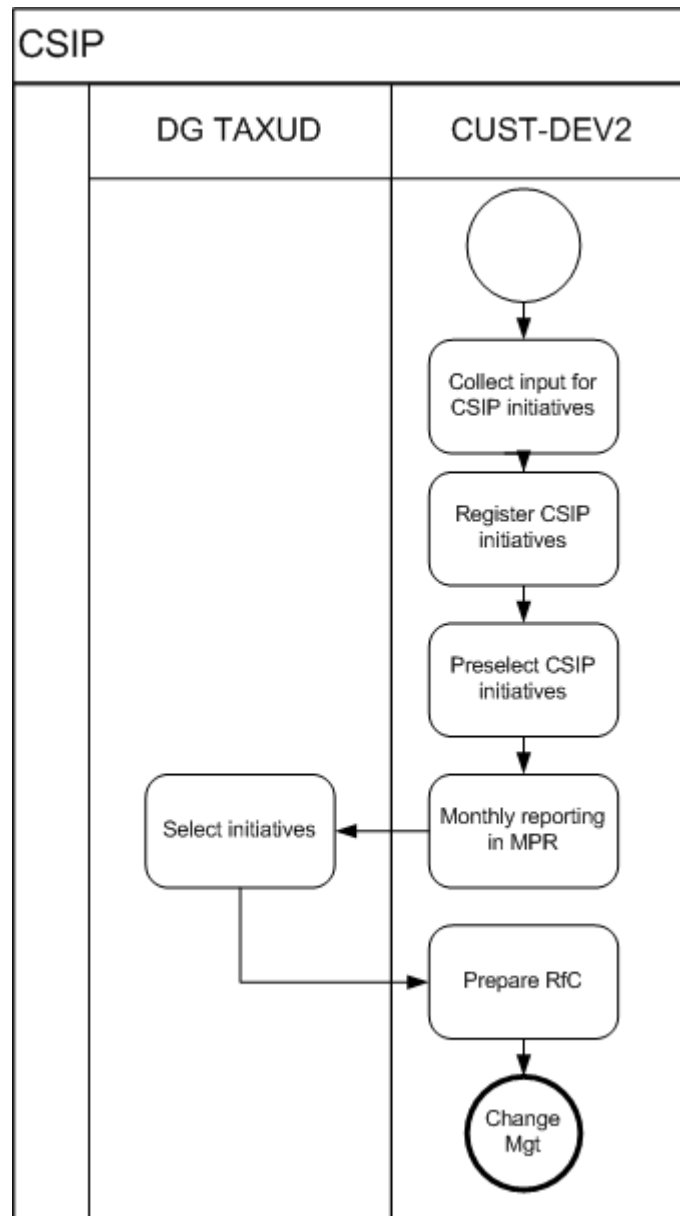 CSIP
DG TAXUD
CUST-DEV2
Collect input for
CSIP initiatives
Register CSIP
initiatives
Preselect CSIP
initiatives
Select initiatives
Monthly reporting
in MPR
Prepare RfC
Change
Mgt